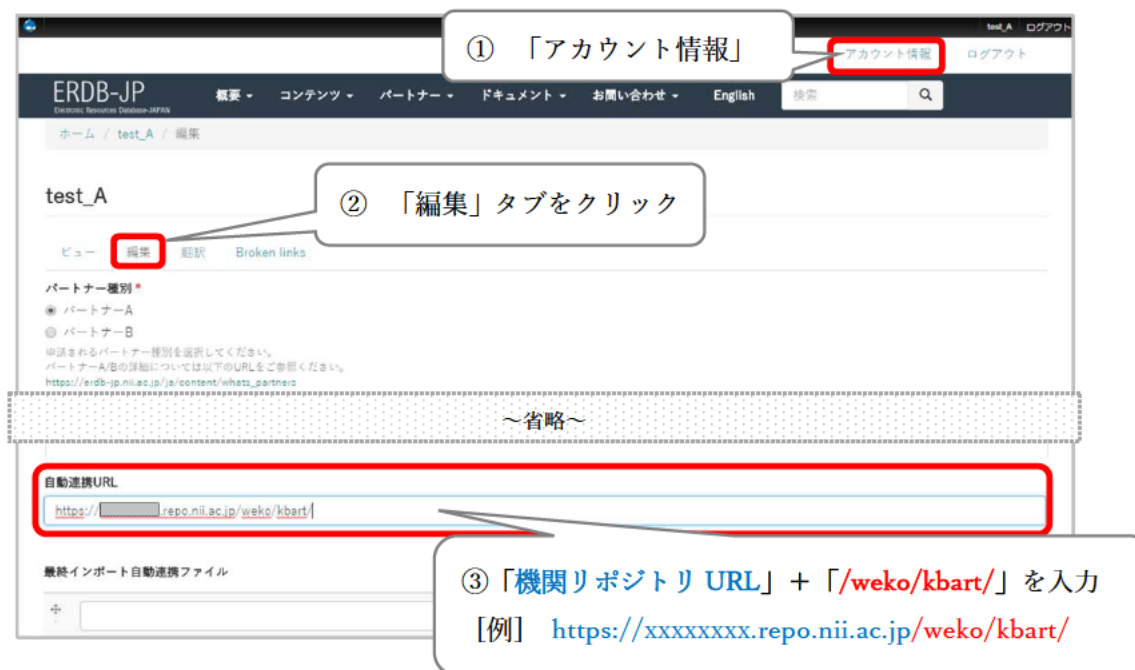 test_A ログアウト
① 「アカウント情報」
アカウント情報 ログアウト
ERDB-JP
Electronic Resources Database-JAPAN
概要 コンテンツ パートナー ドキュメント お問い合わせ English 検索
ホーム / test_A / 編集
test_A
② 「編集」タブをクリック
ビュー 編集 翻訳 Broken links
パートナー種別 *
パートナーA
パートナーB
申請されるパートナー種別を選択してください。
パートナーA/Bの詳細については以下のURLをご参照ください。
https://erdb-jp.nii.ac.jp/ja/content/whats_partners
～省略～
自動連携URL
https:// .repo.nii.ac.jp/weko/kbart/
最終インポート自動連携ファイル
③「機関リポジトリ URL」+「/weko/kbart/」を入力
[例] https://xxxxxxxx.repo.nii.ac.jp/weko/kbart/